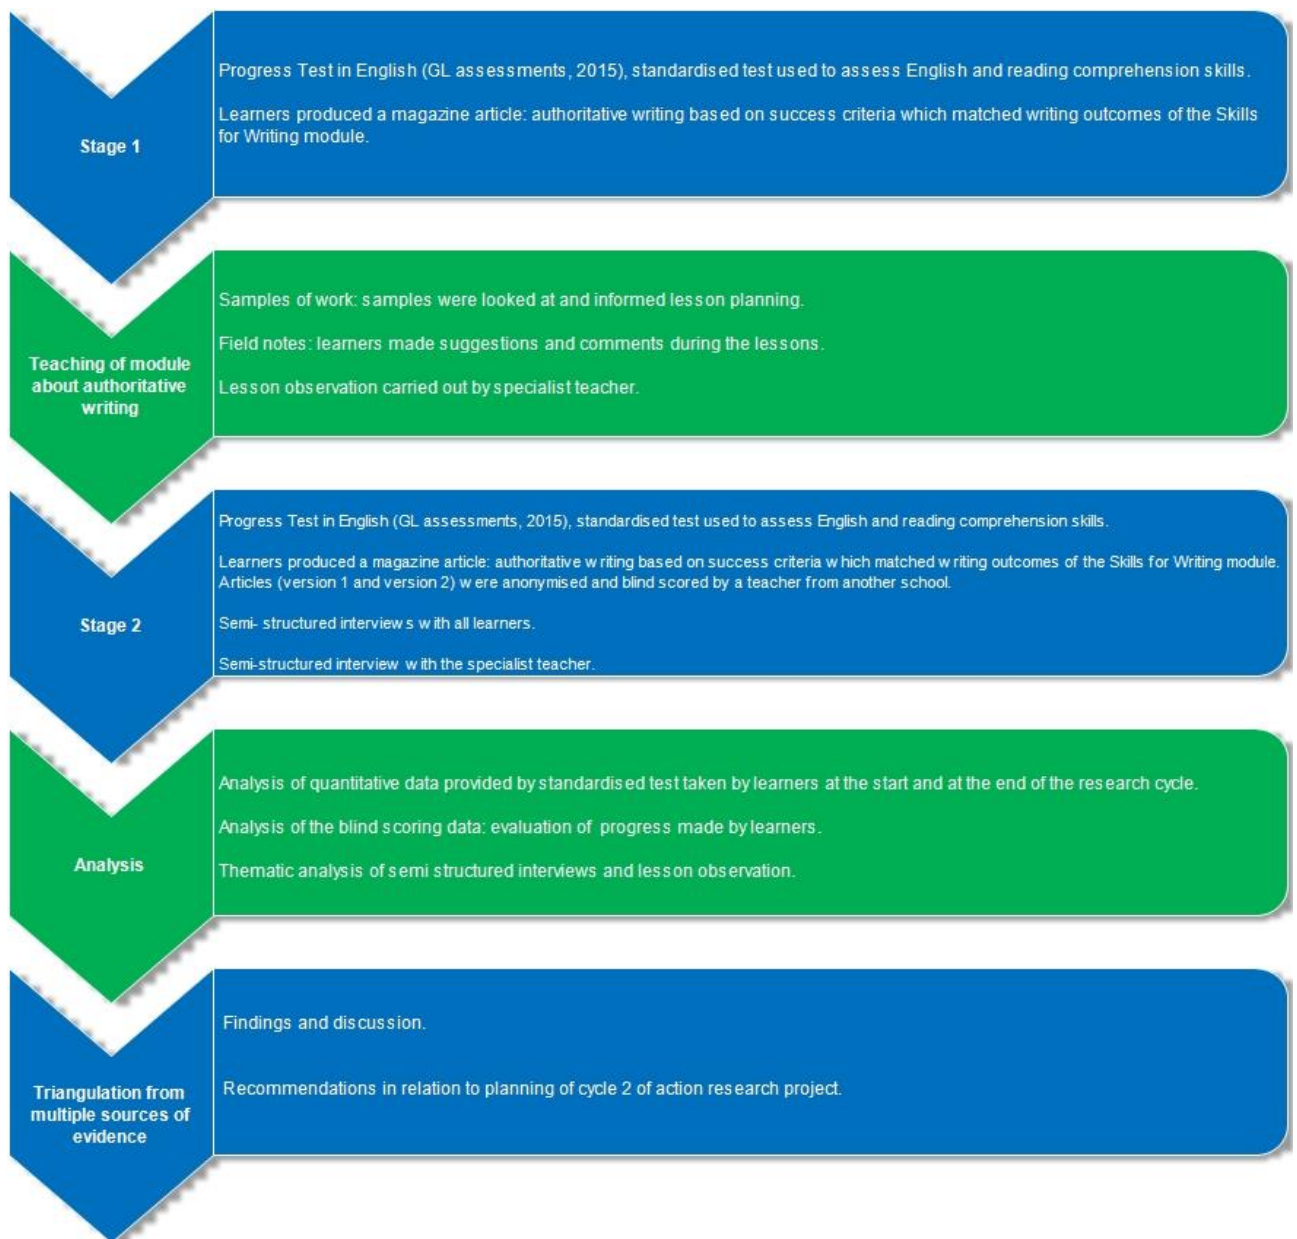 Stage 1
Progress Test in English (GL assessments, 2015), standardised test used to assess English and reading comprehension skills.
Learners produced a magazine article: authoritative writing based on success criteria which matched writing outcomes of the Skills
for Writing module.
Teaching of module
about authoritative
writing
Samples of work: samples were looked at and informed lesson planning.
Field notes: learners made suggestions and comments during the lessons.
Lesson observation carried out by specialist teacher.
Stage 2
Progress Test in English (GL assessments, 2015), standardised test used to assess English and reading comprehension skills.
Learners produced a magazine article: authoritative writing based on success criteria which matched writing outcomes of the Skills for Writing module.
Articles (version 1 and version 2) were anonymised and blind scored by a teacher from another school.
Semi- structured interviews with all learners.
Semi-structured interview with the specialist teacher.
Analysis
Analysis of quantitative data provided by standardised test taken by learners at the start and at the end of the research cycle.
Analysis of the blind scoring data: evaluation of progress made by learners.
Thematic analysis of semi structured interviews and lesson observation.
Triangulation from
multiple sources of
evidence
Findings and discussion.
Recommendations in relation to planning of cycle 2 of action research project.